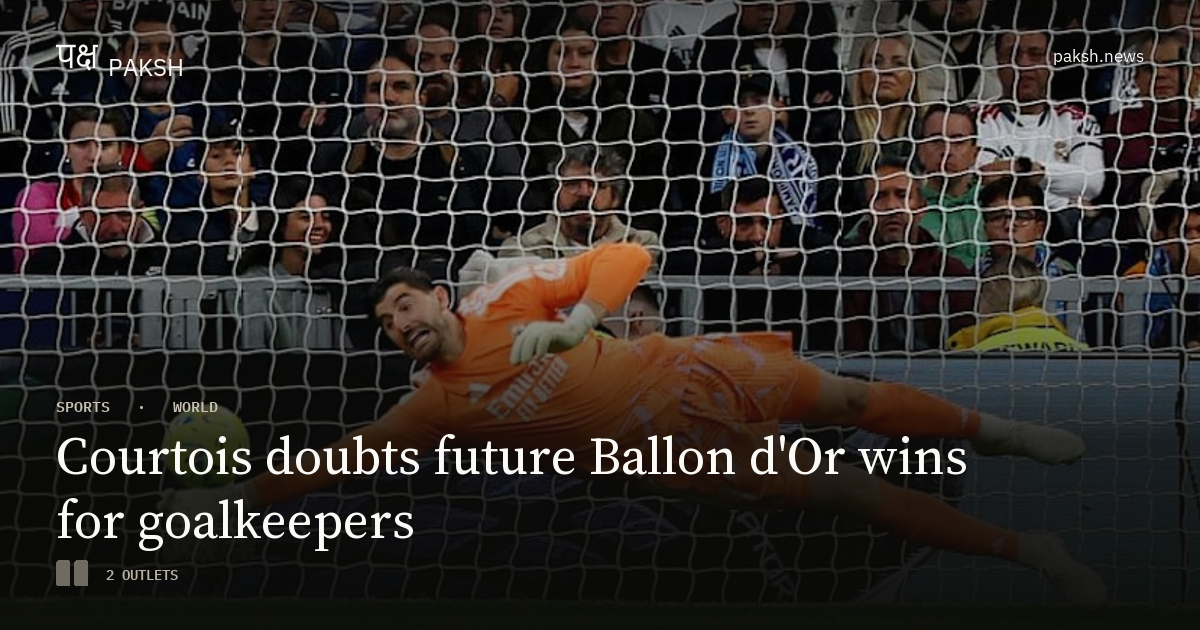 पक्ष PAKSH
paksh.news
SPORTS · WORLD
Courtois doubts future Ballon d'Or wins
for goalkeepers
2 OUTLETS